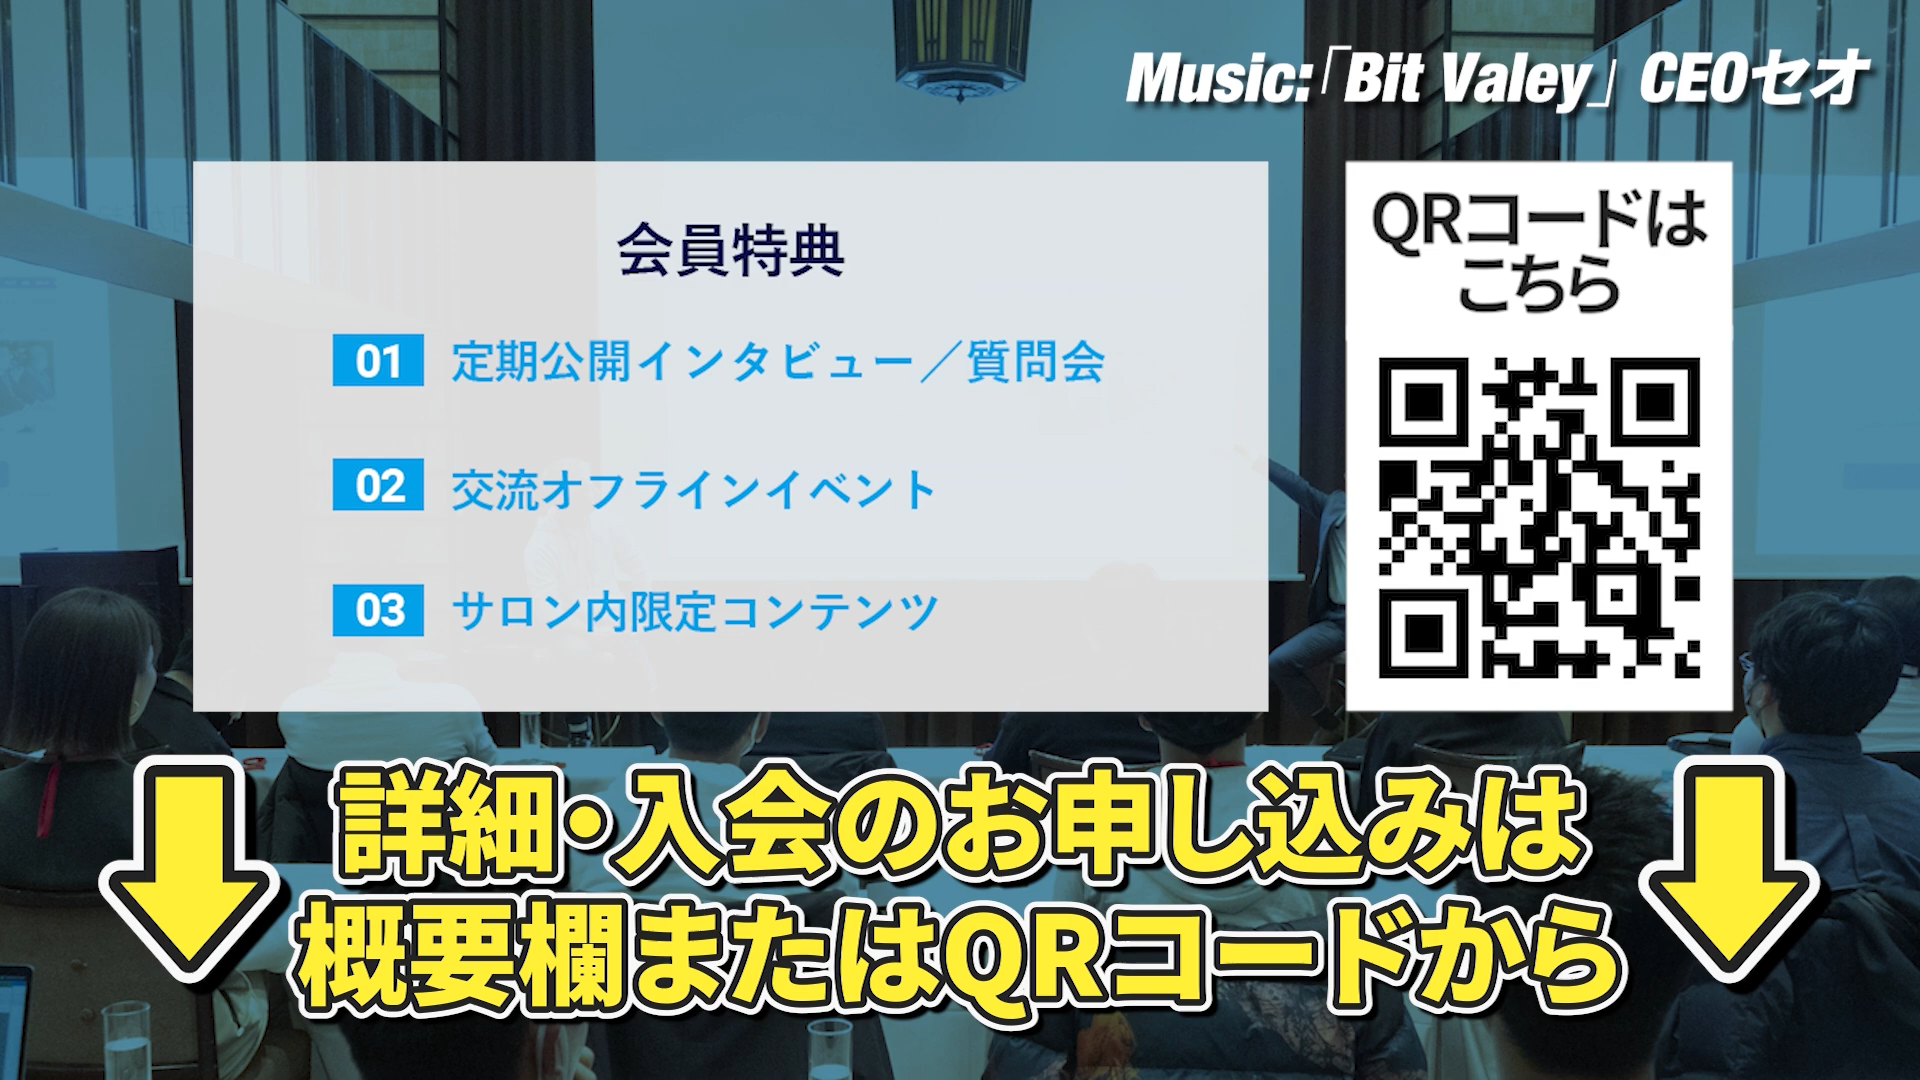 Music:「Bit Valey」 CEOセオ
会員特典
01 定期公開インタビュー／質問会
02 交流オフラインイベント
03 サロン内限定コンテンツ
QRコードは
こちら
詳細・入会のお申し込みは
概要欄またはQRコードから